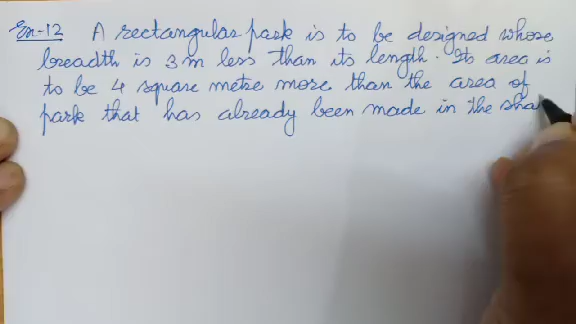 Ex-12 A rectangular park is to be designed whose
breadth is 3 m less than its length. Its area is
to be 4 square metre more than the area of
park that has already been made in the sha